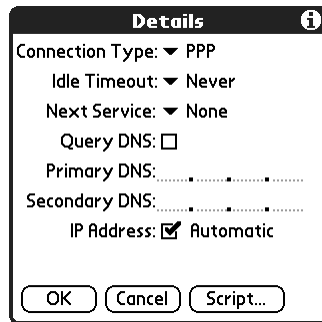 Details
Connection Type: PPP
Idle Timeout: Never
Next Service: None
Query DNS:
Primary DNS: . . .
Secondary DNS: . . .
IP Address: Automatic
OK Cancel Script...